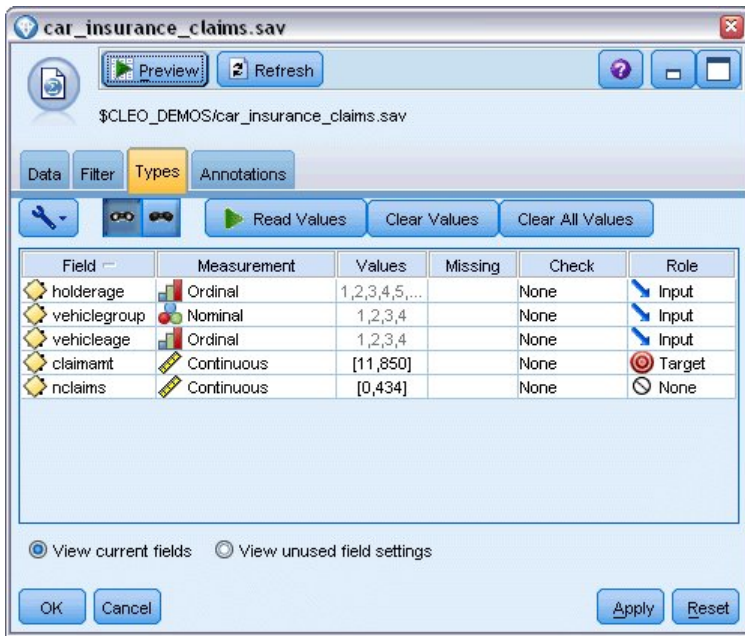 car_insurance_claims.sav
Preview
Refresh
$CLEO_DEMOS/car_insurance_claims.sav
Data Filter Types Annotations
Read Values Clear Values Clear All Values
Field Measurement Values Missing Check Role
holderage Ordinal 1,2,3,4,5,... None Input
vehiclegroup Nominal 1,2,3,4 None Input
vehicleage Ordinal 1,2,3,4 None Input
claimamt Continuous [11,850] None Target
nclaims Continuous [0,434] None None
View current fields View unused field settings
OK Cancel Apply Reset